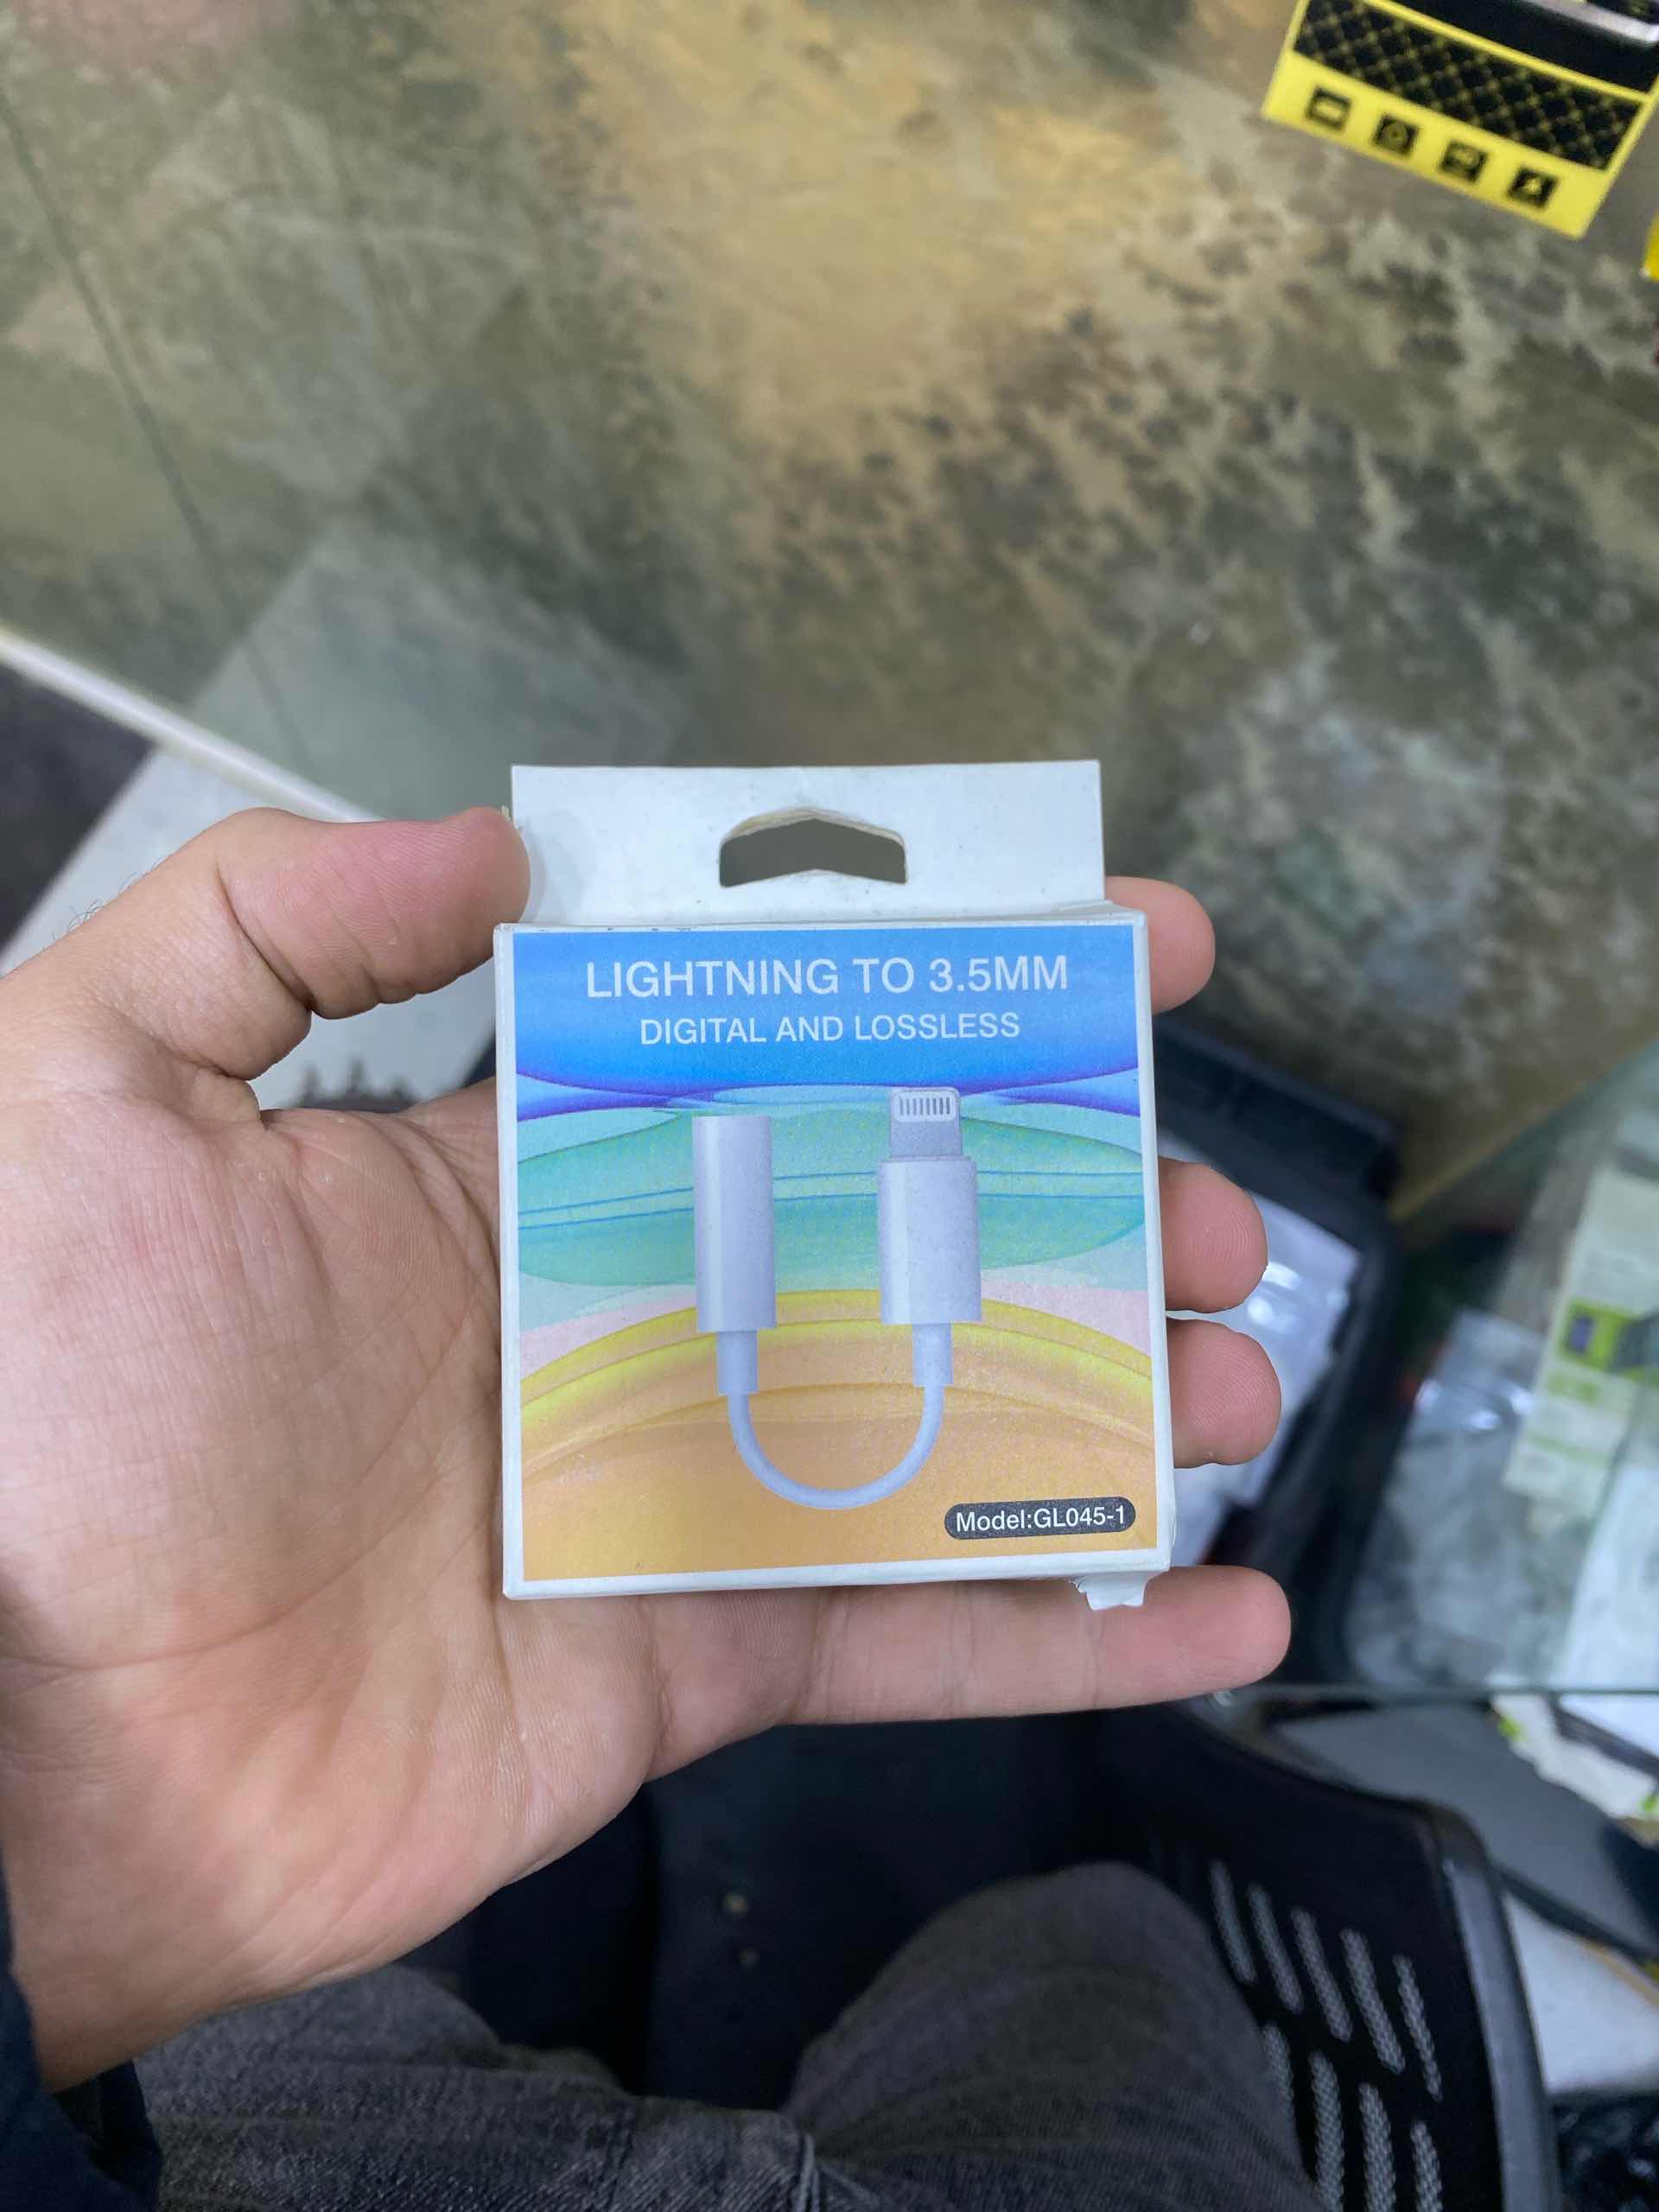 LIGHTNING TO 3.5MM
DIGITAL AND LOSSLESS
Model:GL045-1